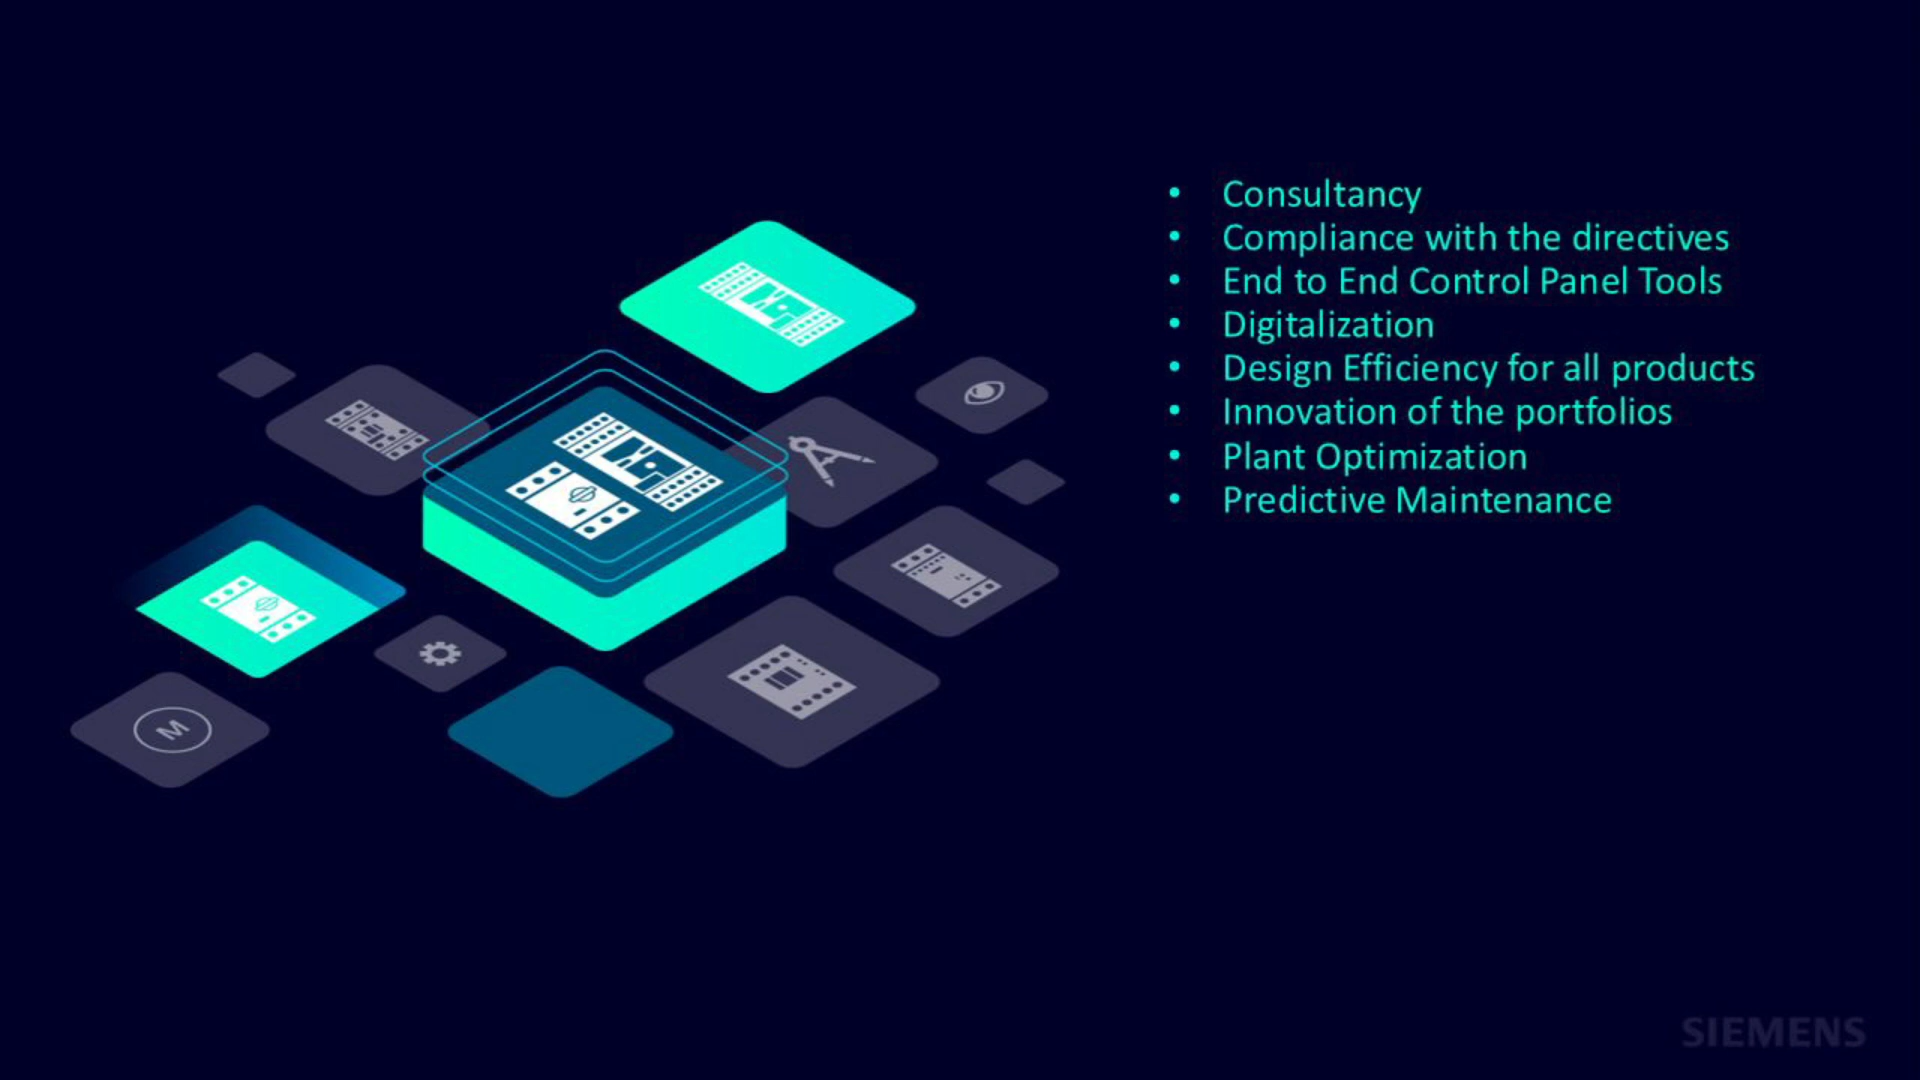 • Consultancy
• Compliance with the directives
• End to End Control Panel Tools
• Digitalization
• Design Efficiency for all products
• Innovation of the portfolios
• Plant Optimization
• Predictive Maintenance
M
SIEMENS